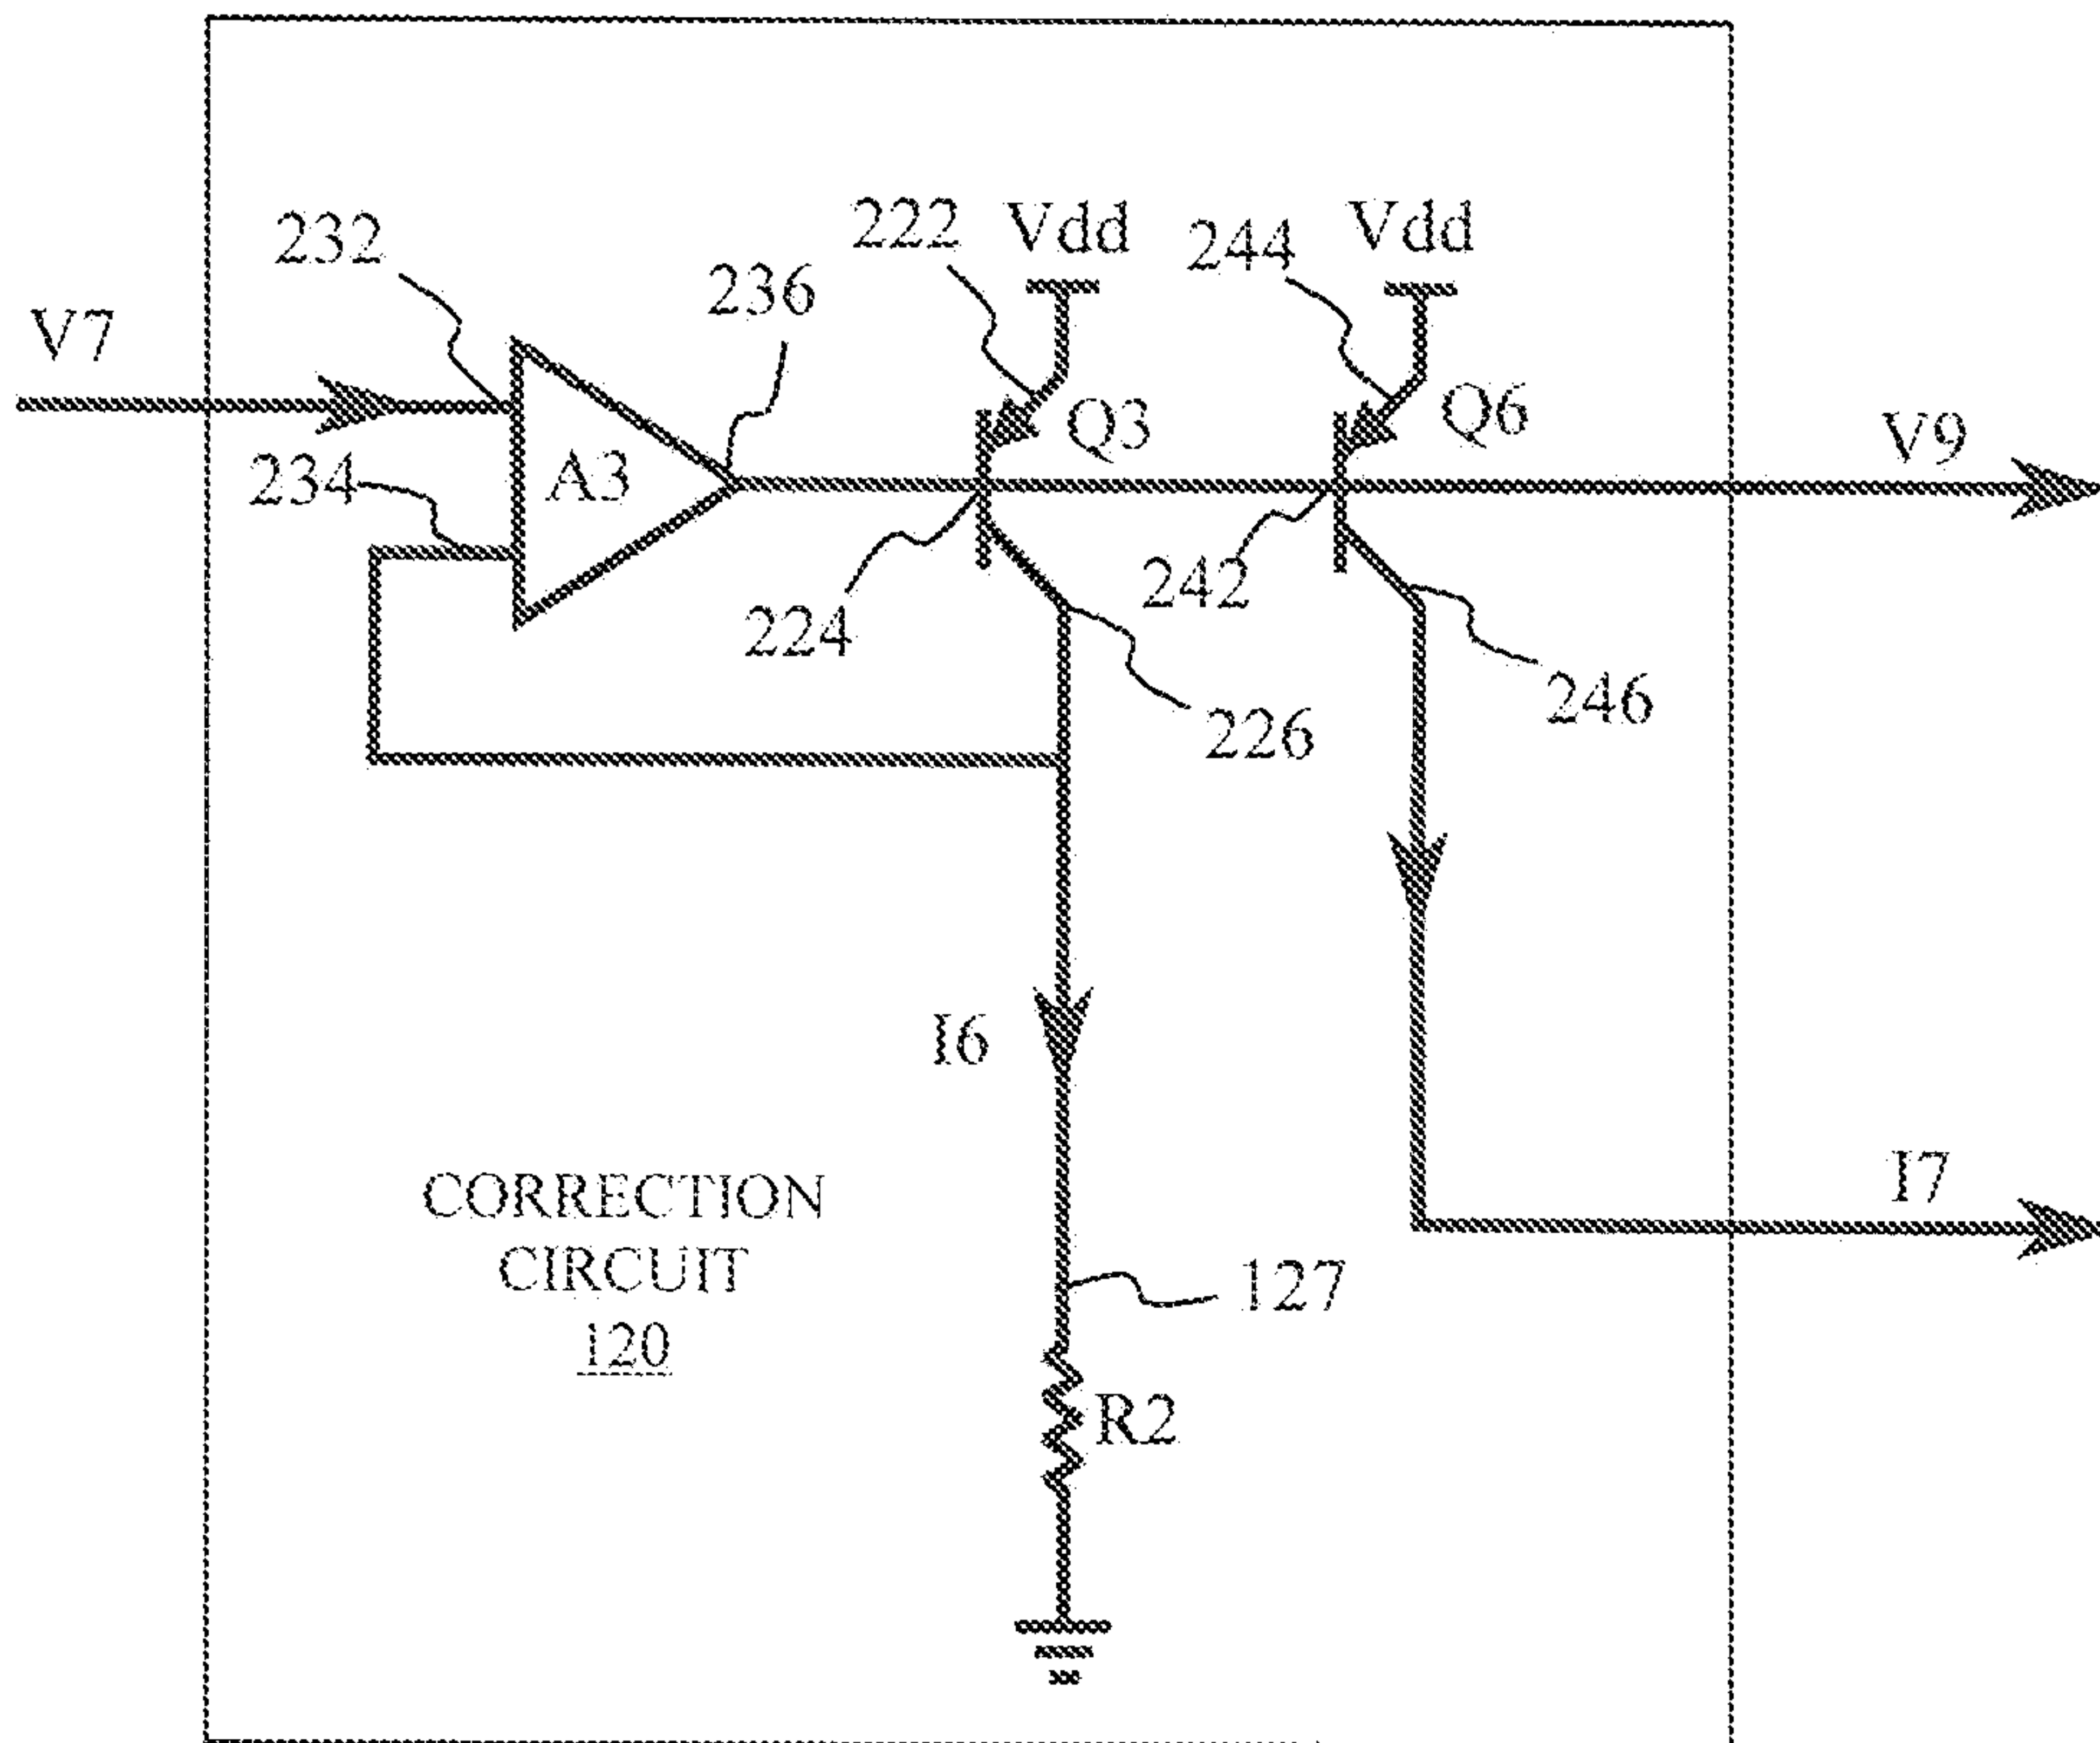 222 Vdd
244 Vdd
232
236
V7
Q3
Q6
V9
234
A3
224
242
226
246
I6
I7
CORRECTION
CIRCUIT
120
127
R2